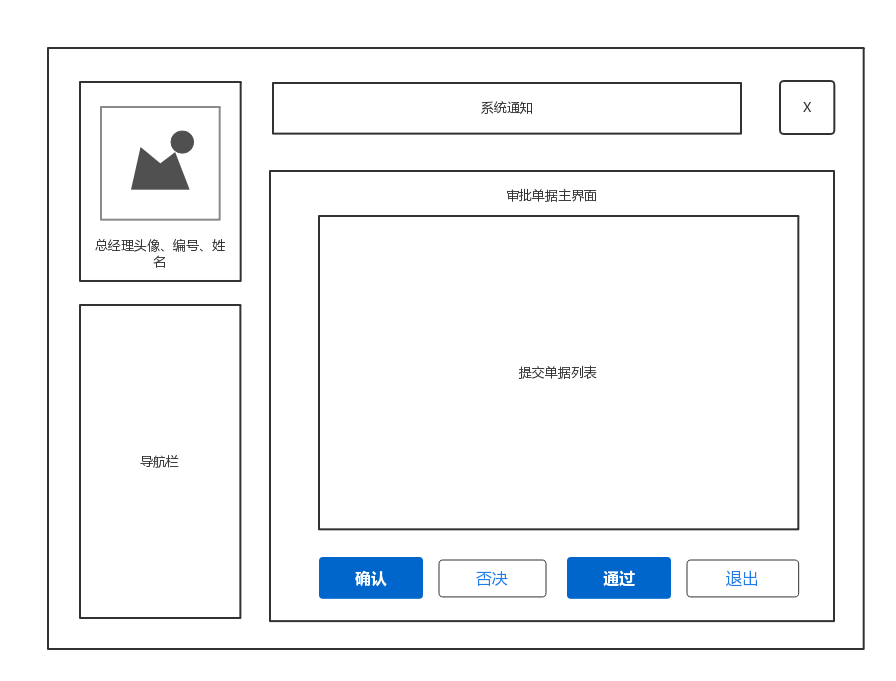 系统通知
X
总经理头像、编号、姓
名
审批单据主界面
提交单据列表
导航栏
确认
否决
通过
退出